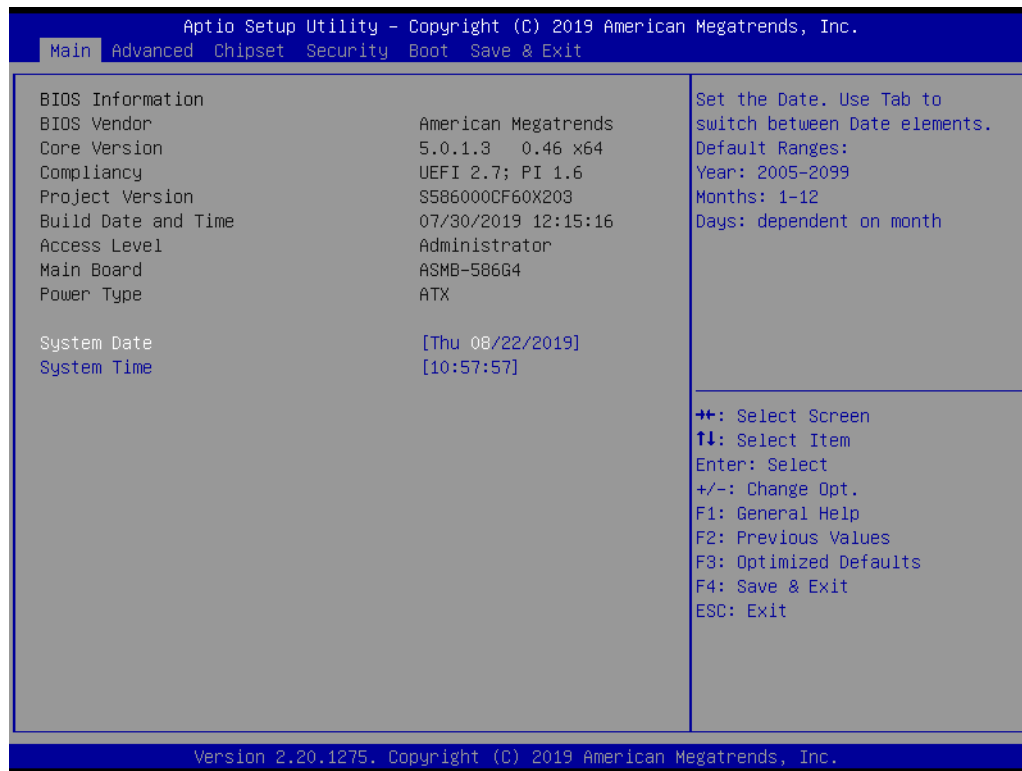 Aptio Setup Utility – Copyright (C) 2019 American Megatrends, Inc.
Main Advanced Chipset Security Boot Save & Exit
BIOS Information
BIOS Vendor American Megatrends
Core Version 5.0.1.3 0.46 x64
Compliancy UEFI 2.7; PI 1.6
Project Version S586000CF60X203
Build Date and Time 07/30/2019 12:15:16
Access Level Administrator
Main Board ASMB-586G4
Power Type ATX
System Date [Thu 08/22/2019]
System Time [10:57:57]
Set the Date. Use Tab to
switch between Date elements.
Default Ranges:
Year: 2005-2099
Months: 1-12
Days: dependent on month
→←: Select Screen
↑↓: Select Item
Enter: Select
+/-: Change Opt.
F1: General Help
F2: Previous Values
F3: Optimized Defaults
F4: Save & Exit
ESC: Exit
Version 2.20.1275. Copyright (C) 2019 American Megatrends, Inc.